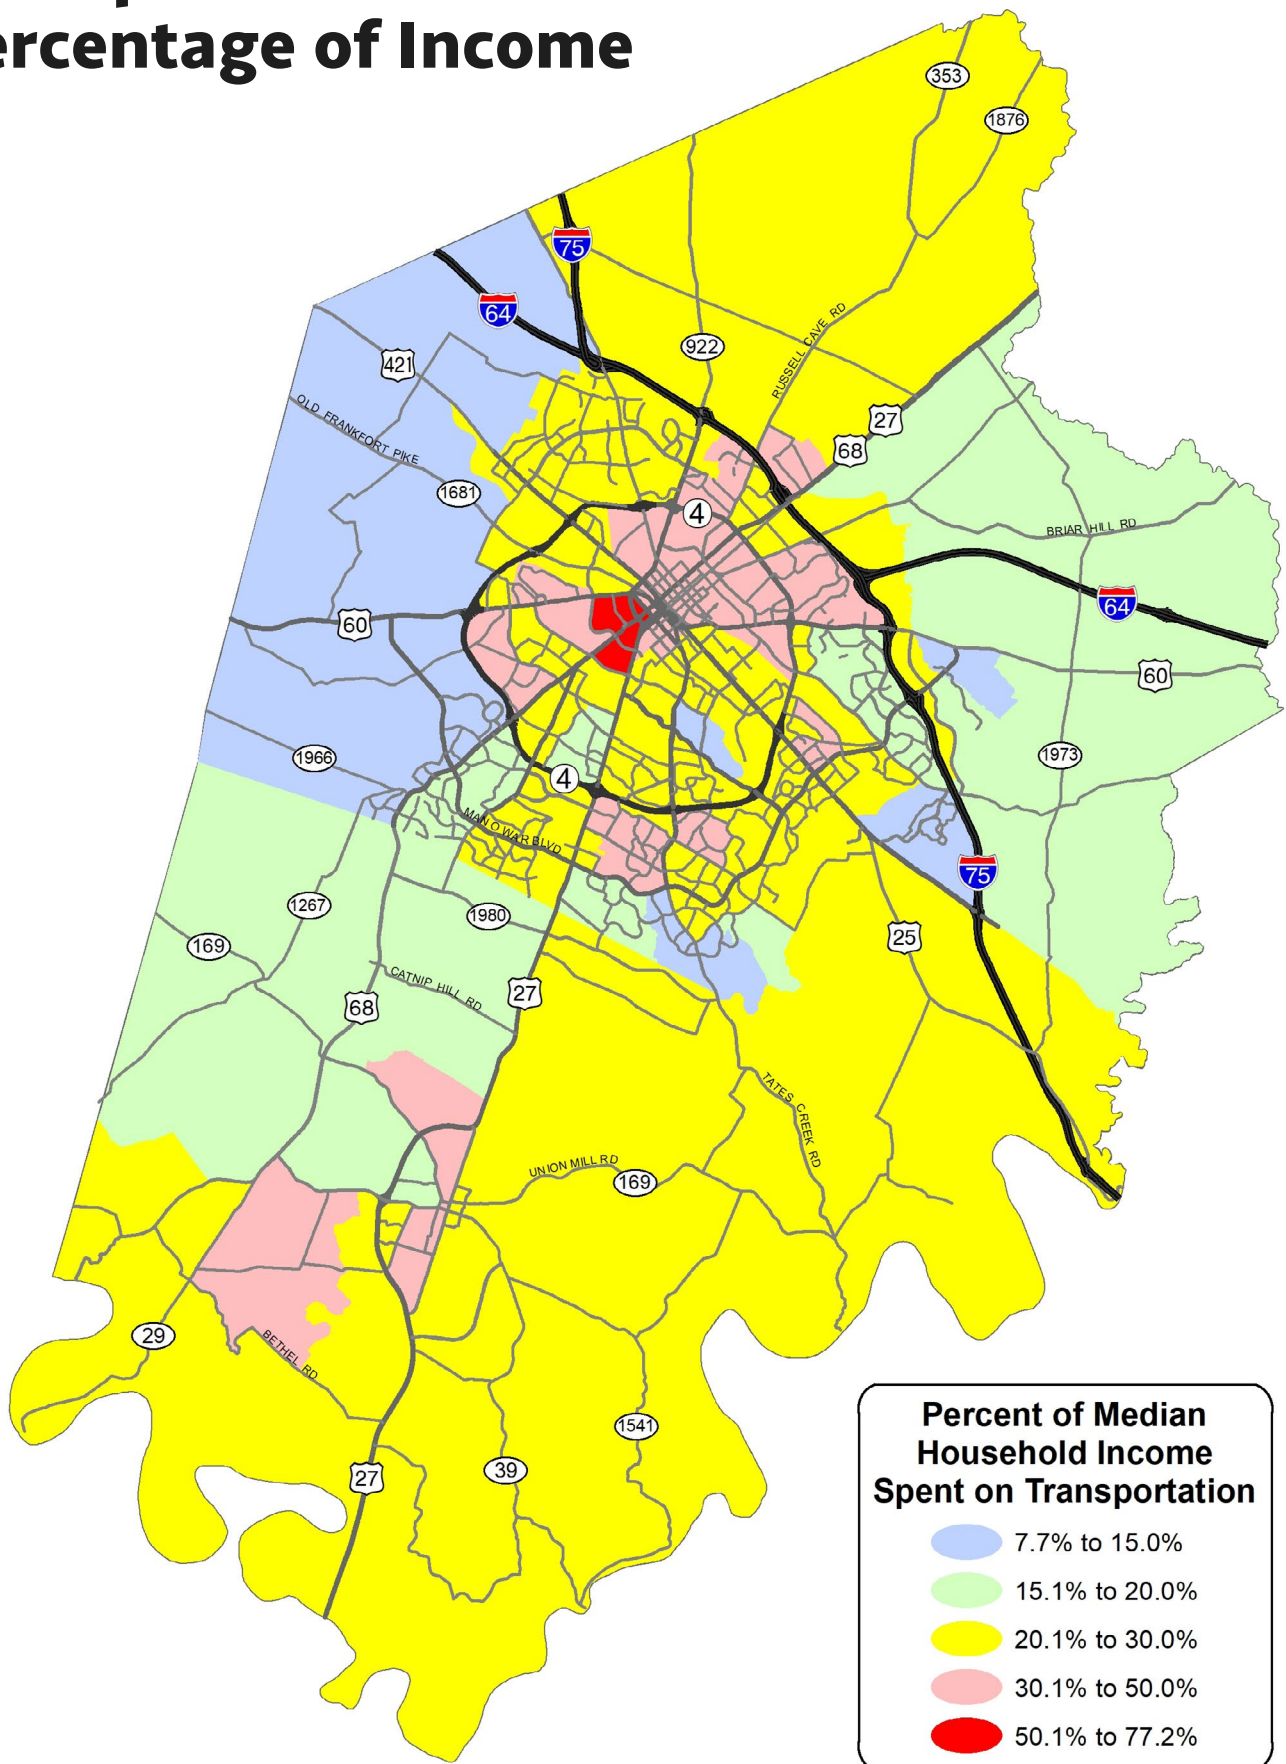 ercentage of Income
353
1876
75
64
922
RUSSELL CAVE RD
421
27
68
OLD FRANKFORT PIKE
1681
4
BRIAR HILL RD
64
60
60
1966
1973
4
MAN O WAR BLVD
75
1267
1980
169
25
CATNIP HILL RD
27
68
TATES CREEK RD
UNION MILL RD
169
29
BETHEL RD
1541
39
27
Percent of Median
Household Income
Spent on Transportation
7.7% to 15.0%
15.1% to 20.0%
20.1% to 30.0%
30.1% to 50.0%
50.1% to 77.2%